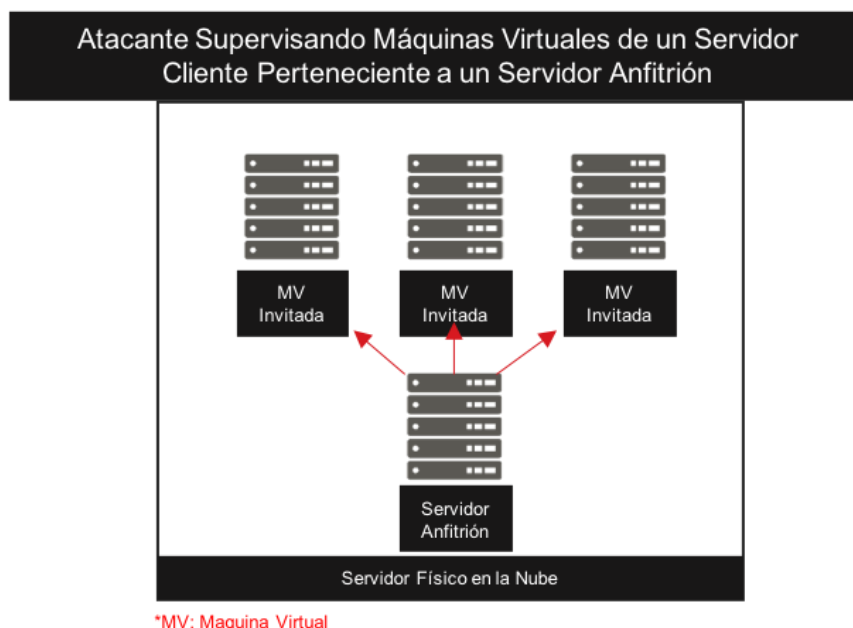 Atacante Supervisando Máquinas Virtuales de un Servidor
Cliente Perteneciente a un Servidor Anfitrión
MV
Invitada
MV
Invitada
MV
Invitada
Servidor
Anfitrión
Servidor Físico en la Nube
*MV: Maquina Virtual